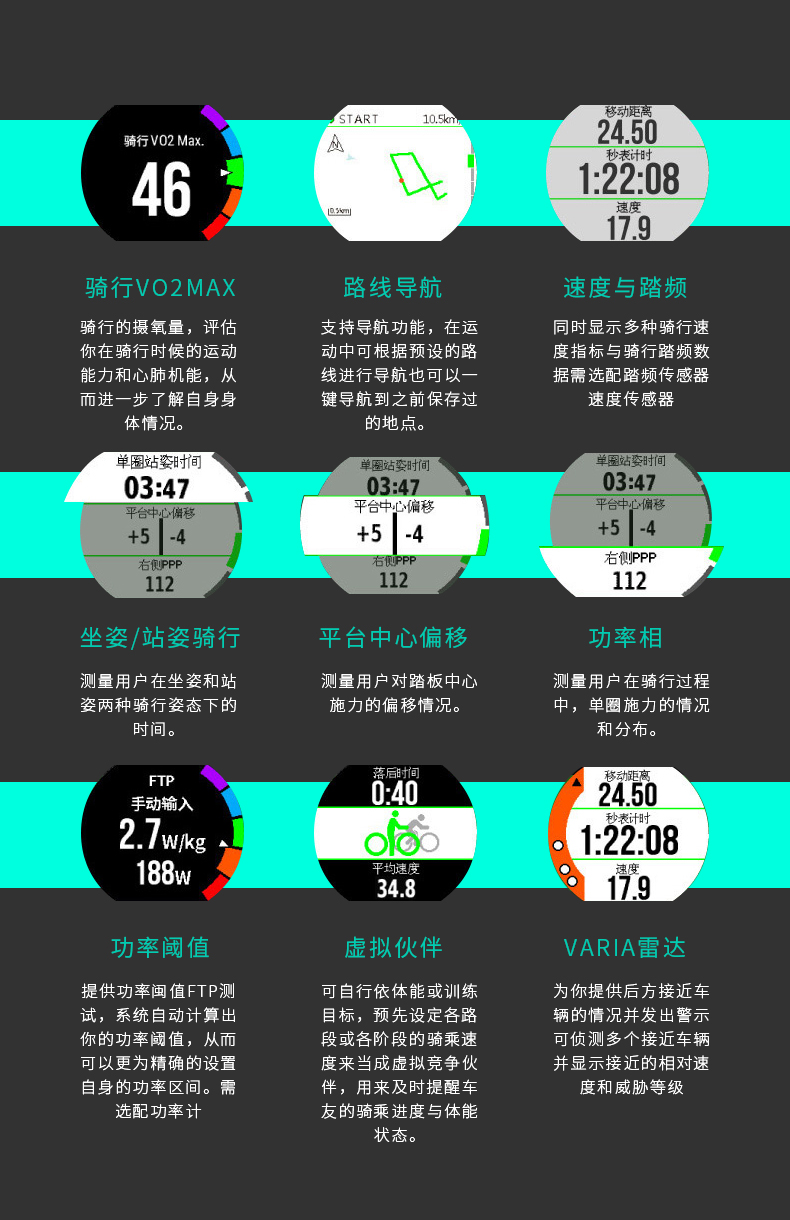 骑行VO2 Max.
46
START
10.5km
N
0.5km
移动距离
24.50
秒表计时
1:22:08
速度
17.9
骑行VO2MAX
骑行的摄氧量，评估
你在骑行时候的运动
能力和心肺机能，从
而进一步了解自身身
体情况。
路线导航
支持导航功能，在运
动中可根据预设的路
线进行导航也可以一
键导航到之前保存过
的地点。
速度与踏频
同时显示多种骑行速
度指标与骑行踏频数
据需选配踏频传感器
速度传感器
单圈站姿时间
03:47
平台中心偏移
+5
-4
右侧PPP
112
单圈站姿时间
03:47
平台中心偏移
+5
-4
右侧PPP
112
单圈站姿时间
03:47
平台中心偏移
+5
-4
右侧PPP
112
坐姿/站姿骑行
测量用户在坐姿和站
姿两种骑行姿态下的
时间。
平台中心偏移
测量用户对踏板中心
施力的偏移情况。
功率相
测量用户在骑行过程
中，单圈施力的情况
和分布。
FTP
手动输入
2.7W/kg
188W
落后时间
0:40
平均速度
34.8
移动距离
24.50
秒表计时
1:22:08
速度
17.9
功率阈值
提供功率阈值FTP测
试，系统自动计算出
你的功率阈值，从而
可以更为精确的设置
自身的功率区间。需
选配功率计
虚拟伙伴
可自行依体能或训练
目标，预先设定各路
段或各阶段的骑乘速
度来当成虚拟竞争伙
伴，用来及时提醒车
友的骑乘进度与体能
状态。
VARIA雷达
为你提供后方接近车
辆的情况并发出警示
可侦测多个接近车辆
并显示接近的相对速
度和威胁等级